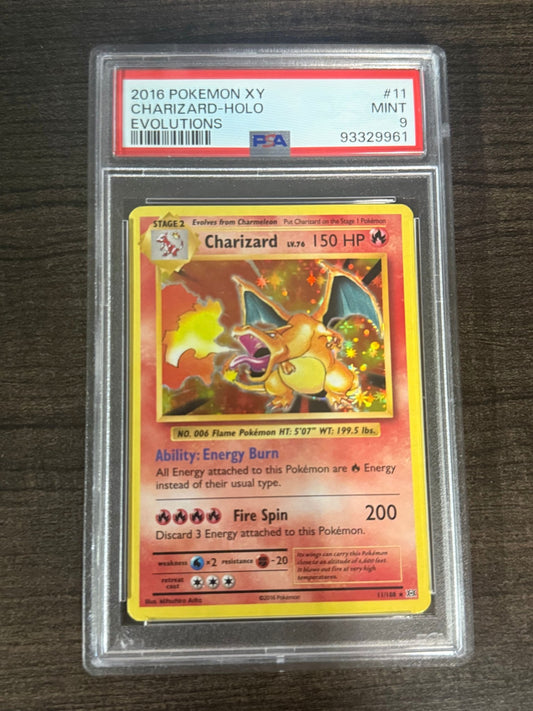 2016 POKEMON XY #11
CHARIZARD-HOLO MINT
EVOLUTIONS 9
PSA 93329961
STAGE 2 Evolves from Charmeleon Put Charizard on the Stage 1 Pokémon
Charizard LV.76 150 HP
NO. 006 Flame Pokémon HT: 5'07" WT: 199.5 lbs.
Ability: Energy Burn
All Energy attached to this Pokémon are Energy
instead of their usual type.
Fire Spin 200
Discard 3 Energy attached to this Pokémon.
weakness ×2 resistance -20
retreat
cost
Its wings can carry this Pokémon
close to an altitude of 4,600 feet.
It blows out fire at very high
temperatures.
Illus. Mitsuhiro Arita ©2016 Pokémon 11/108 ★